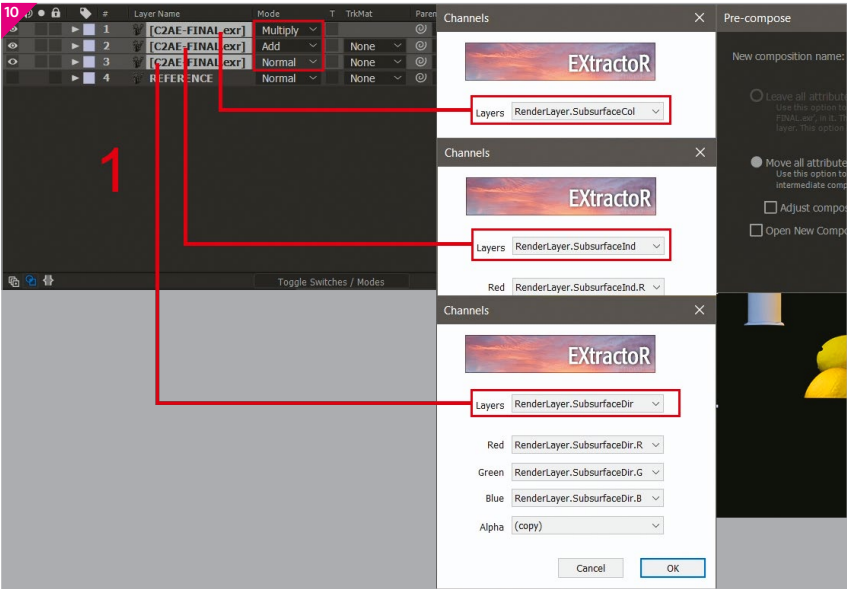 10
# Layer Name Mode T TrkMat Paren
1 [C2AE-FINAL.exr] Multiply
2 [C2AE-FINAL.exr] Add None
3 [C2AE-FINAL.exr] Normal None
4 REFERENCE Normal None
1
Toggle Switches / Modes
Channels
EXtractoR
Layers RenderLayer.SubsurfaceCol
Channels
EXtractoR
Layers RenderLayer.SubsurfaceInd
Red RenderLayer.SubsurfaceInd.R
Channels
EXtractoR
Layers RenderLayer.SubsurfaceDir
Red RenderLayer.SubsurfaceDir.R
Green RenderLayer.SubsurfaceDir.G
Blue RenderLayer.SubsurfaceDir.B
Alpha (copy)
Cancel OK
Pre-compose
New composition name:
Leave all attribut
Use this option to
FINAL.exr", in it. Th
layer. This option
Move all attribute
Use this option to
intermediate comp
Adjust compos
Open New Compo